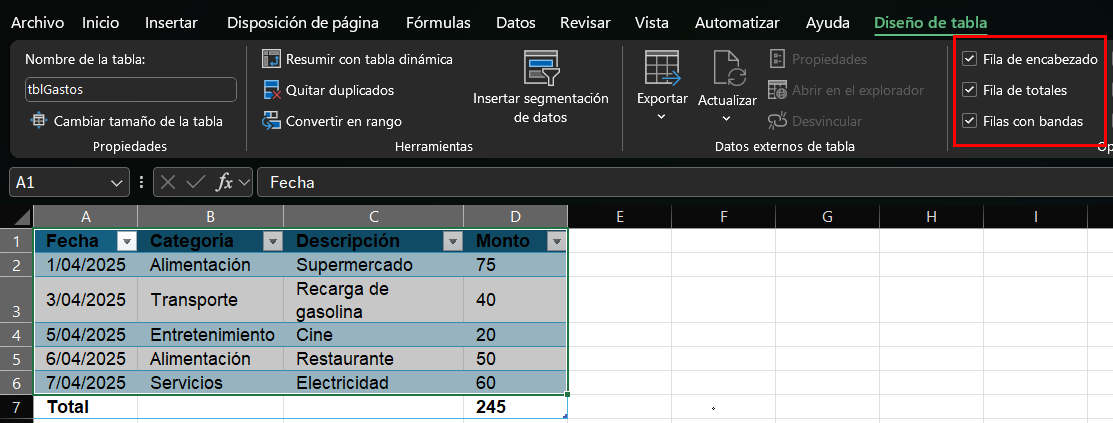 Archivo Inicio Insertar Disposición de página Fórmulas Datos Revisar Vista Automatizar Ayuda Diseño de tabla
Nombre de la tabla:
tblGastos
Cambiar tamaño de la tabla
Propiedades
Resumir con tabla dinámica
Quitar duplicados
Convertir en rango
Insertar segmentación
de datos
Herramientas
Exportar
Actualizar
Propiedades
Abrir en el explorador
Desvincular
Datos externos de tabla
Fila de encabezado
Fila de totales
Filas con bandas
Op
A1 fx Fecha
A B C D E F G H I
1 Fecha Categoría Descripción Monto
2 1/04/2025 Alimentación Supermercado 75
3 3/04/2025 Transporte Recarga de gasolina 40
4 5/04/2025 Entretenimiento Cine 20
5 6/04/2025 Alimentación Restaurante 50
6 7/04/2025 Servicios Electricidad 60
7 Total 245